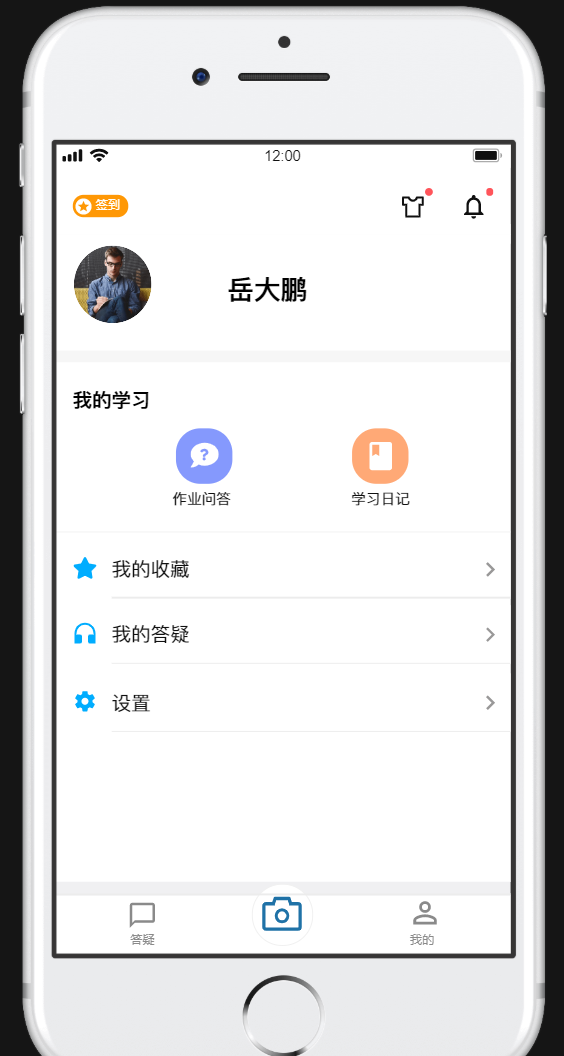 12:00
签到
岳大鹏
我的学习
作业问答 学习日记
我的收藏
我的答疑
设置
答疑 我的